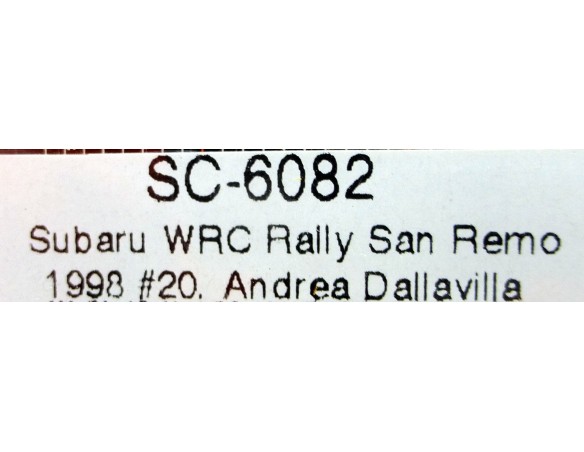 SC-6082
Subaru WRC Rally San Remo
1998 #20. Andrea Dallavilla